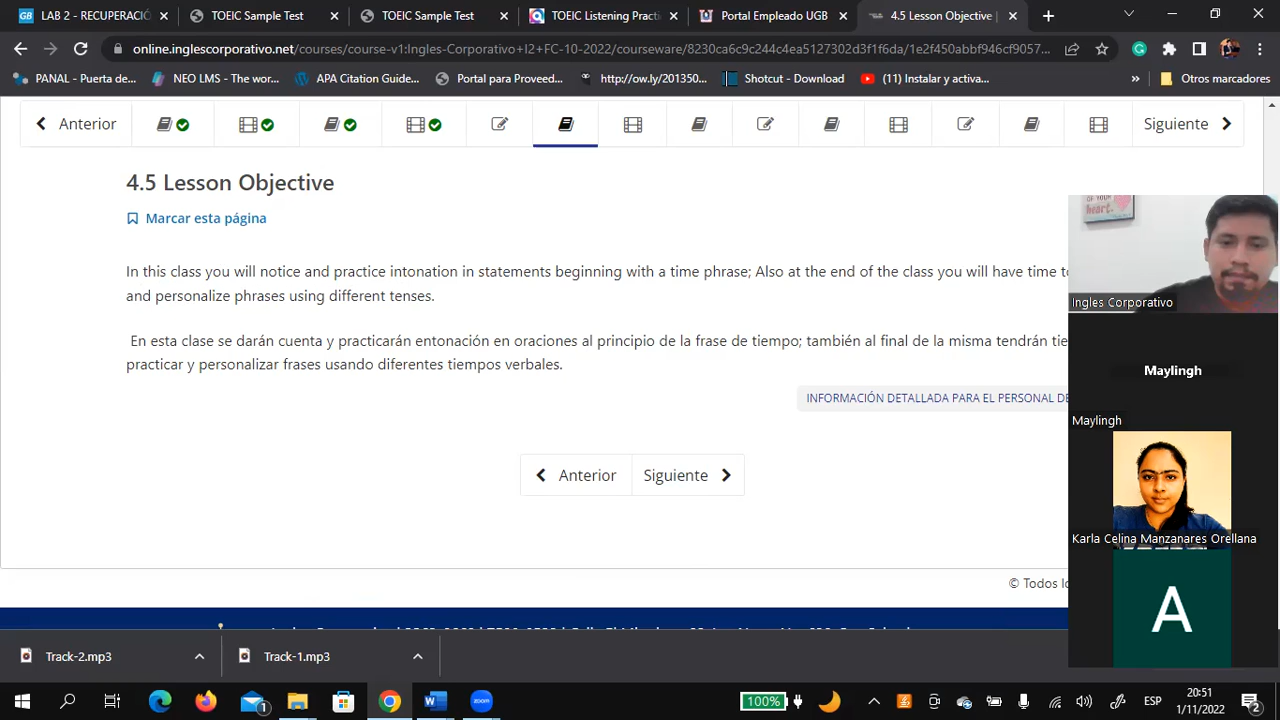 LAB 2 - RECUPERACIÓ
TOEIC Sample Test
TOEIC Sample Test
TOEIC Listening Practi
Portal Empleado UGB
4.5 Lesson Objective |
online.inglescorporativo.net/courses/course-v1:Ingles-Corporativo+I2+FC-10-2022/courseware/8230ca6c9c244c4ea5127302d3f1f6da/1e2f450abbf946cf9057...
PANAL - Puerta de...
NEO LMS - The wor...
APA Citation Guide...
Portal para Proveed...
http://ow.ly/201350...
Shotcut - Download
(11) Instalar y activa...
»
Otros marcadores
Anterior
Siguiente
4.5 Lesson Objective
Marcar esta página
In this class you will notice and practice intonation in statements beginning with a time phrase; Also at the end of the class you will have time to
and personalize phrases using different tenses.
En esta clase se darán cuenta y practicarán entonación en oraciones al principio de la frase de tiempo; también al final de la misma tendrán tie
practicar y personalizar frases usando diferentes tiempos verbales.
INFORMACIÓN DETALLADA PARA EL PERSONAL DE
Anterior
Siguiente
© Todos lo
heart.
Ingles Corporativo
Maylingh
Maylingh
Karla Celina Manzanares Orellana
A
Track-2.mp3
Track-1.mp3
100%
ESP
20:51
1/11/2022